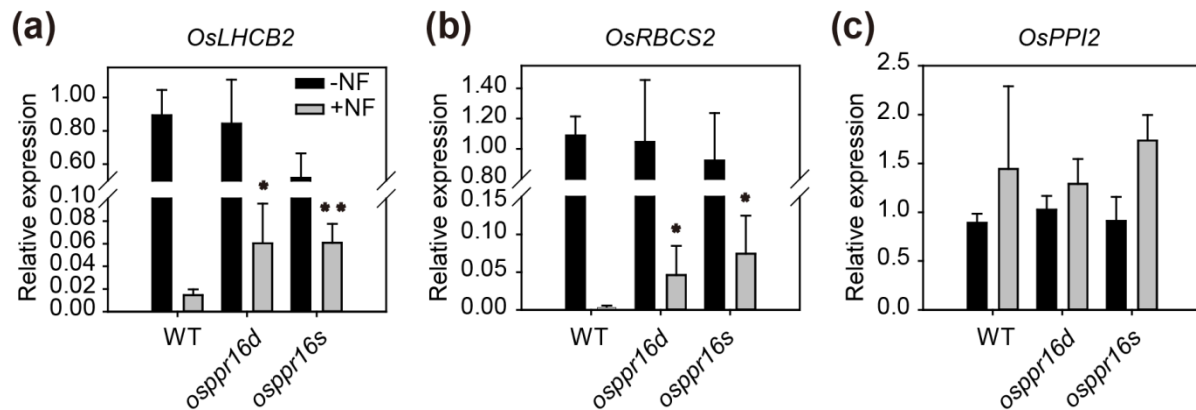 (a)
OsLHCB2
Relative expression
1.00
0.80
0.60
0.10
0.08
0.06
0.04
0.02
0.00
-NF
+NF
*
**
WT
osppr16d
osppr16s
(b)
OsRBCS2
Relative expression
1.40
1.20
1.00
0.80
0.15
0.10
0.05
0.00
*
*
WT
osppr16d
osppr16s
(c)
OsPPI2
Relative expression
2.5
2.0
1.5
1.0
0.5
0.0
WT
osppr16d
osppr16s